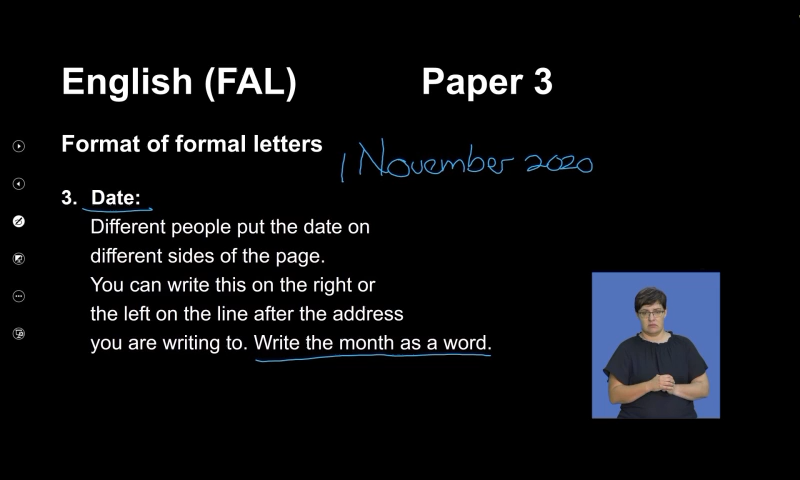 English (FAL) Paper 3
Format of formal letters
1 November 2020
3. Date:
Different people put the date on
different sides of the page.
You can write this on the right or
the left on the line after the address
you are writing to. Write the month as a word.